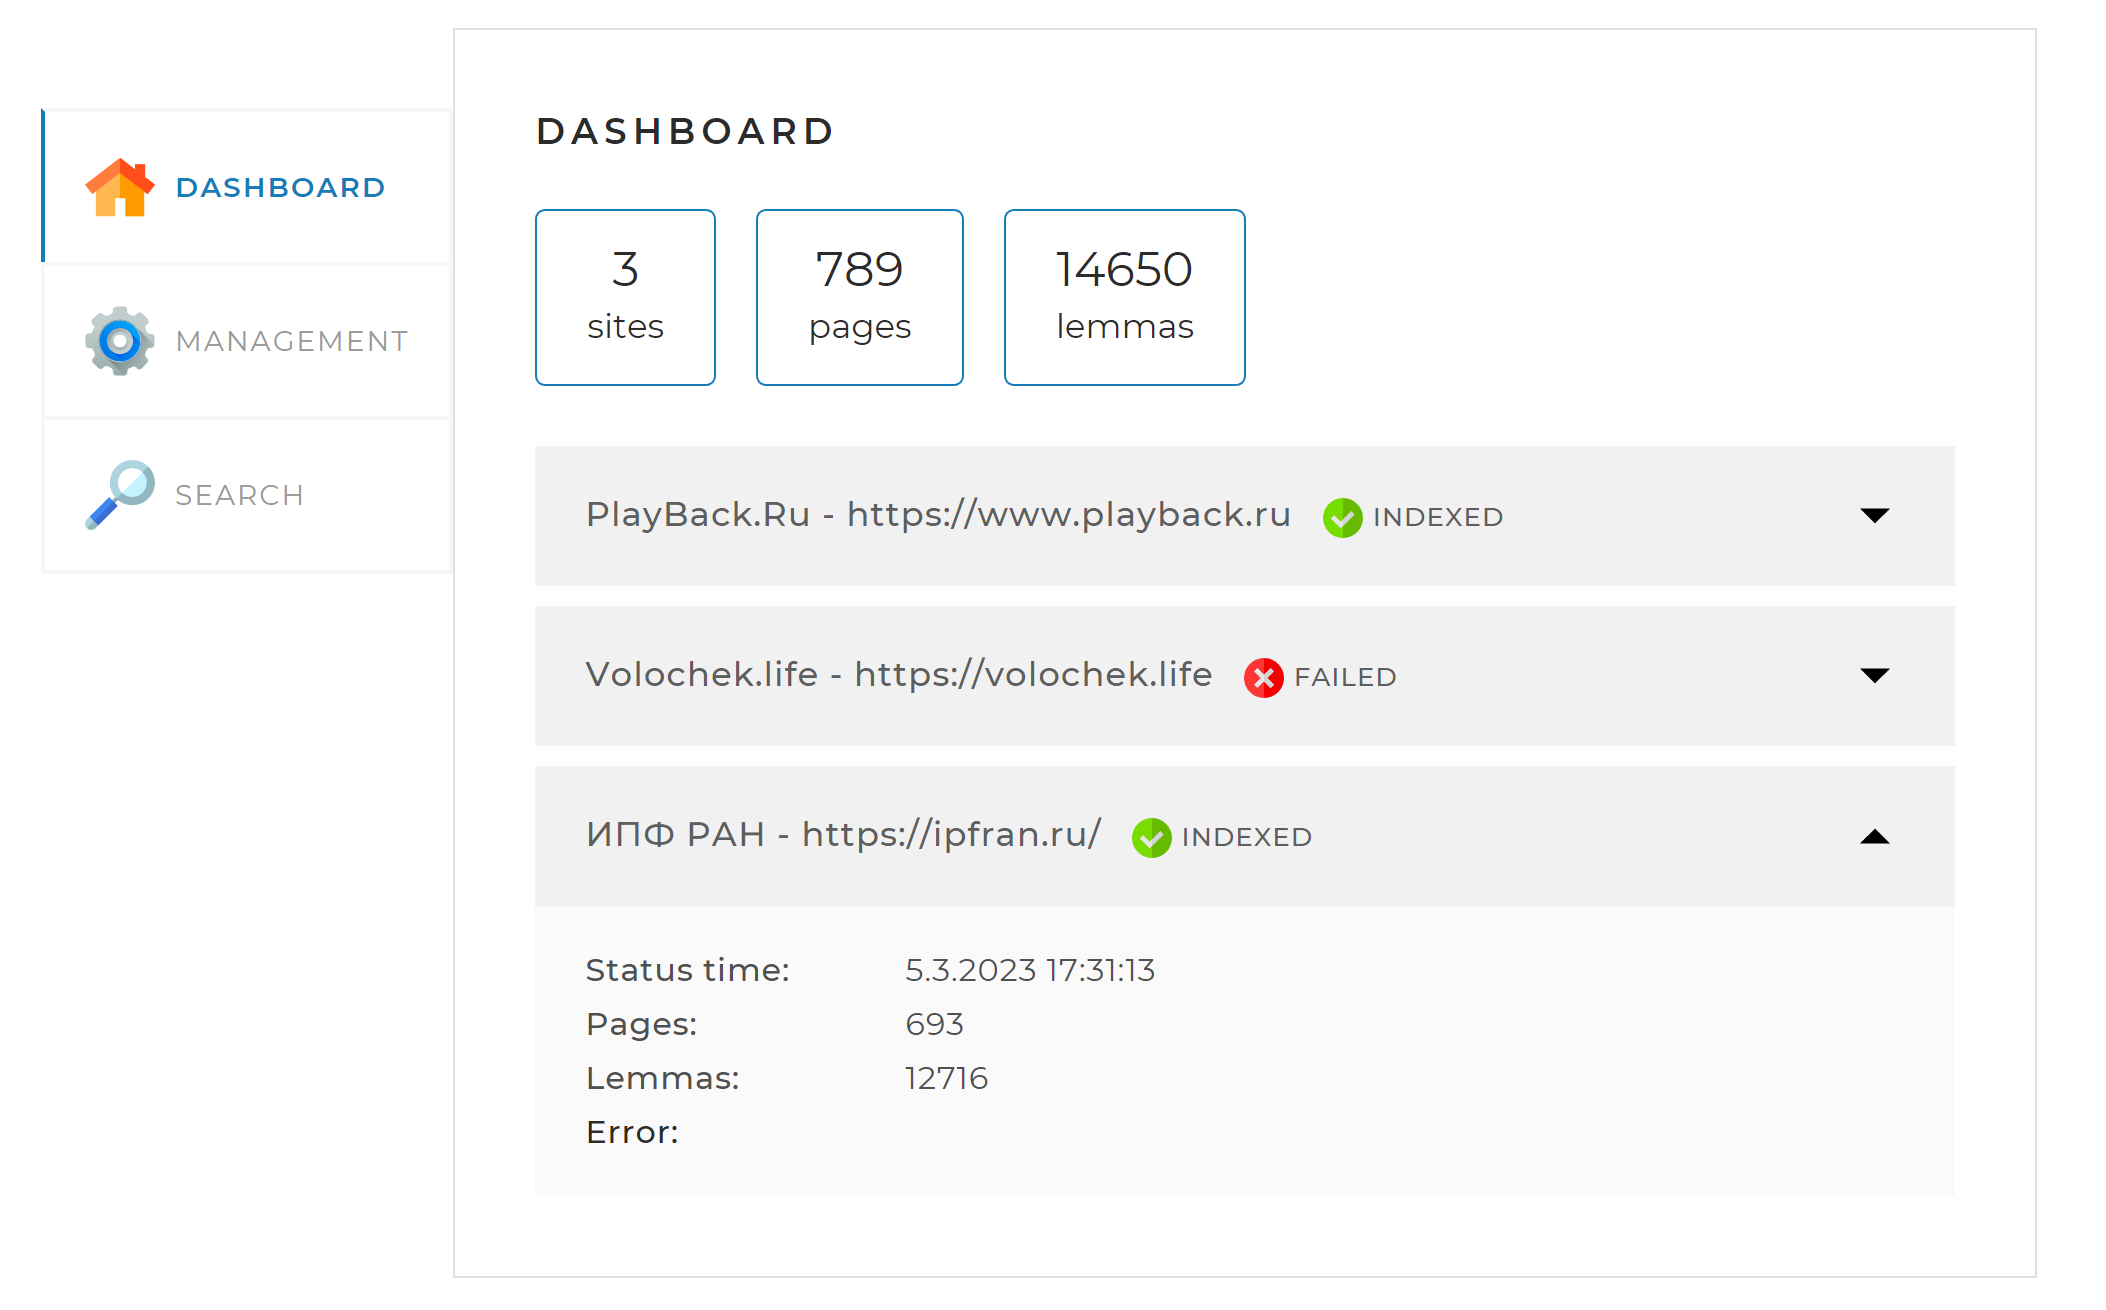 DASHBOARD
MANAGEMENT
SEARCH
DASHBOARD
3
sites
789
pages
14650
lemmas
PlayBack.Ru - https://www.playback.ru INDEXED
Volochek.life - https://volochek.life FAILED
ИПФ РАН - https://ipfran.ru/ INDEXED
Status time: 5.3.2023 17:31:13
Pages: 693
Lemmas: 12716
Error: